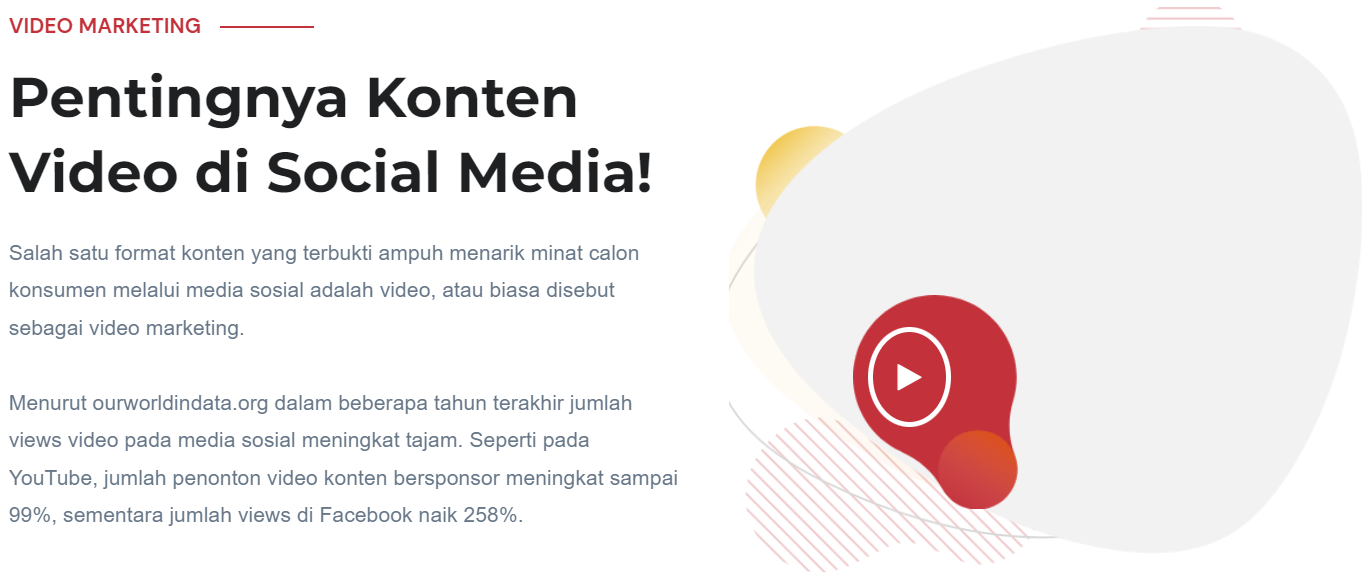 VIDEO MARKETING
Pentingnya Konten
Video di Social Media!
Salah satu format konten yang terbukti ampuh menarik minat calon
konsumen melalui media sosial adalah video, atau biasa disebut
sebagai video marketing.
Menurut ourworldindata.org dalam beberapa tahun terakhir jumlah
views video pada media sosial meningkat tajam. Seperti pada
YouTube, jumlah penonton video konten bersponsor meningkat sampai
99%, sementara jumlah views di Facebook naik 258%.